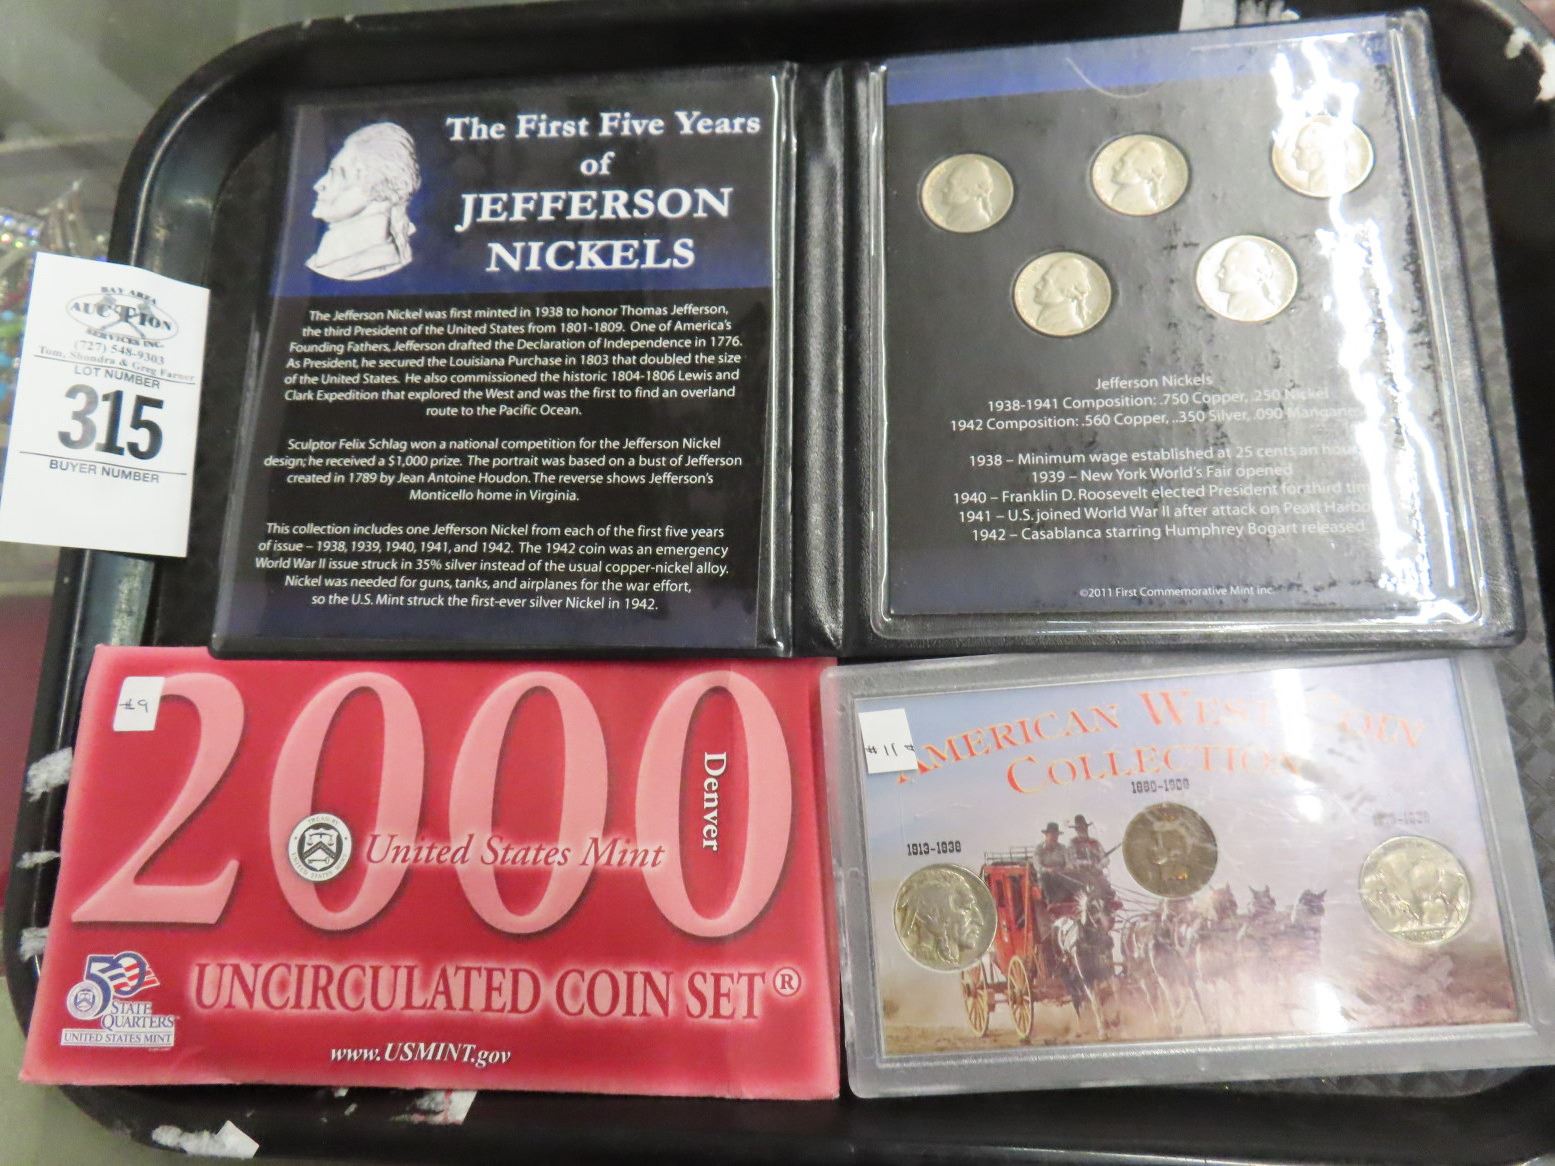 BAY AREA
AUCTION
SERVICES INC.
(727) 548-9303
Tom, Shondra & Greg Farner
LOT NUMBER
315
BUYER NUMBER
The First Five Years
of
JEFFERSON
NICKELS
The Jefferson Nickel was first minted in 1938 to honor Thomas Jefferson,
the third President of the United States from 1801-1809. One of America's
Founding Fathers, Jefferson drafted the Declaration of Independence in 1776.
As President, he secured the Louisiana Purchase in 1803 that doubled the size
of the United States. He also commissioned the historic 1804-1806 Lewis and
Clark Expedition that explored the West and was the first to find an overland
route to the Pacific Ocean.
Sculptor Felix Schlag won a national competition for the Jefferson Nickel
design; he received a $1,000 prize. The portrait was based on a bust of Jefferson
created in 1789 by Jean Antoine Houdon. The reverse shows Jefferson's
Monticello home in Virginia.
This collection includes one Jefferson Nickel from each of the first five years
of issue – 1938, 1939, 1940, 1941, and 1942. The 1942 coin was an emergency
World War II issue struck in 35% silver instead of the usual copper-nickel alloy.
Nickel was needed for guns, tanks, and airplanes for the war effort,
so the U.S. Mint struck the first-ever silver Nickel in 1942.
Jefferson Nickels
1938-1941 Composition: .750 Copper, .250 Nickel
1942 Composition: .560 Copper, .350 Silver, .090 Manganese
1938 – Minimum wage established at 25 cents an hour
1939 – New York World's Fair opened
1940 – Franklin D. Roosevelt elected President for third tim
1941 – U.S. joined World War II after attack on Pearl Harbo
1942 – Casablanca starring Humphrey Bogart released
©2011 First Commemorative Mint inc.
#9
2000
Denver
United States Mint
50
STATE
QUARTERS
UNITED STATES MINT
UNCIRCULATED COIN SET®
www.USMINT.gov
AMERICAN WEST COIN
COLLECTION
1880-1909
1913-1938